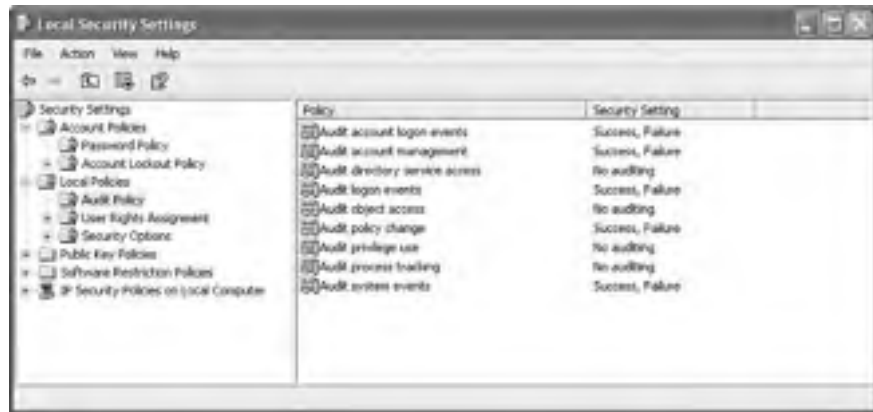 Local Security Settings
File Action View Help
Security Settings
Account Policies
Password Policy
Account Lockout Policy
Local Policies
Audit Policy
User Rights Assignment
Security Options
Public Key Policies
Software Restriction Policies
IP Security Policies on Local Computer
Policy Security Setting
Audit account logon events Success, Failure
Audit account management Success, Failure
Audit directory service access No auditing
Audit logon events Success, Failure
Audit object access No auditing
Audit policy change Success, Failure
Audit privilege use No auditing
Audit process tracking No auditing
Audit system events Success, Failure